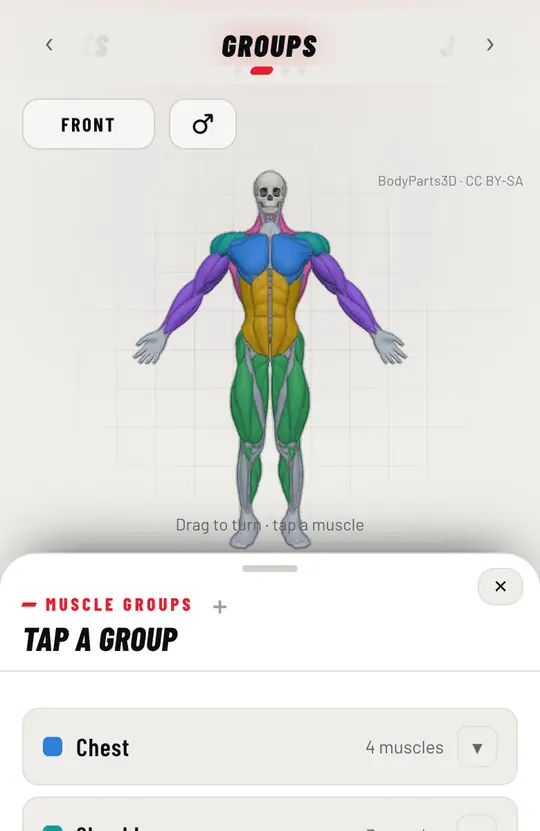 GROUPS
FRONT
BodyParts3D · CC BY-SA
Drag to turn · tap a muscle
MUSCLE GROUPS +
TAP A GROUP
Chest 4 muscles